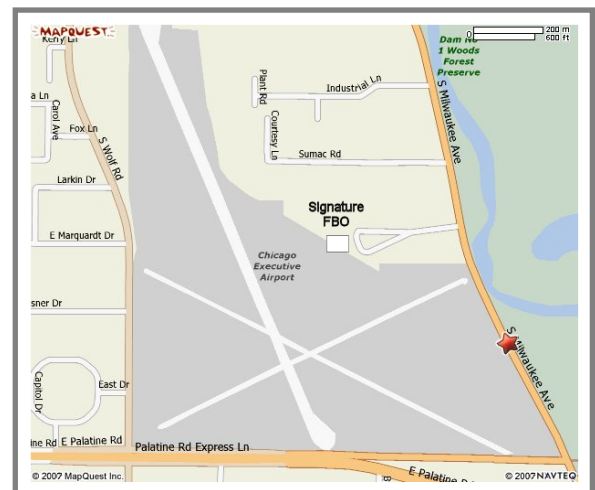 MAPQUEST
Kerry Ln
200 m
0
600 ft
Dam No
1 Woods
Forest
Preserve
Plant Rd
Industrial Ln
S Milwaukee Ave
a Ln
Carol Ave
Fox Ln
S Wolf Rd
Courtesy Ln
Sumac Rd
Larkin Dr
Signature
FBO
E Marquardt Dr
Chicago
Executive
Airport
sner Dr
S Milwaukee Ave
Capitol Dr
East Dr
ine Rd
E Palatine Rd
Palatine Rd Express Ln
E Palatine
B
© 2007 MapQuest Inc.
© 2007 NAVTEQ